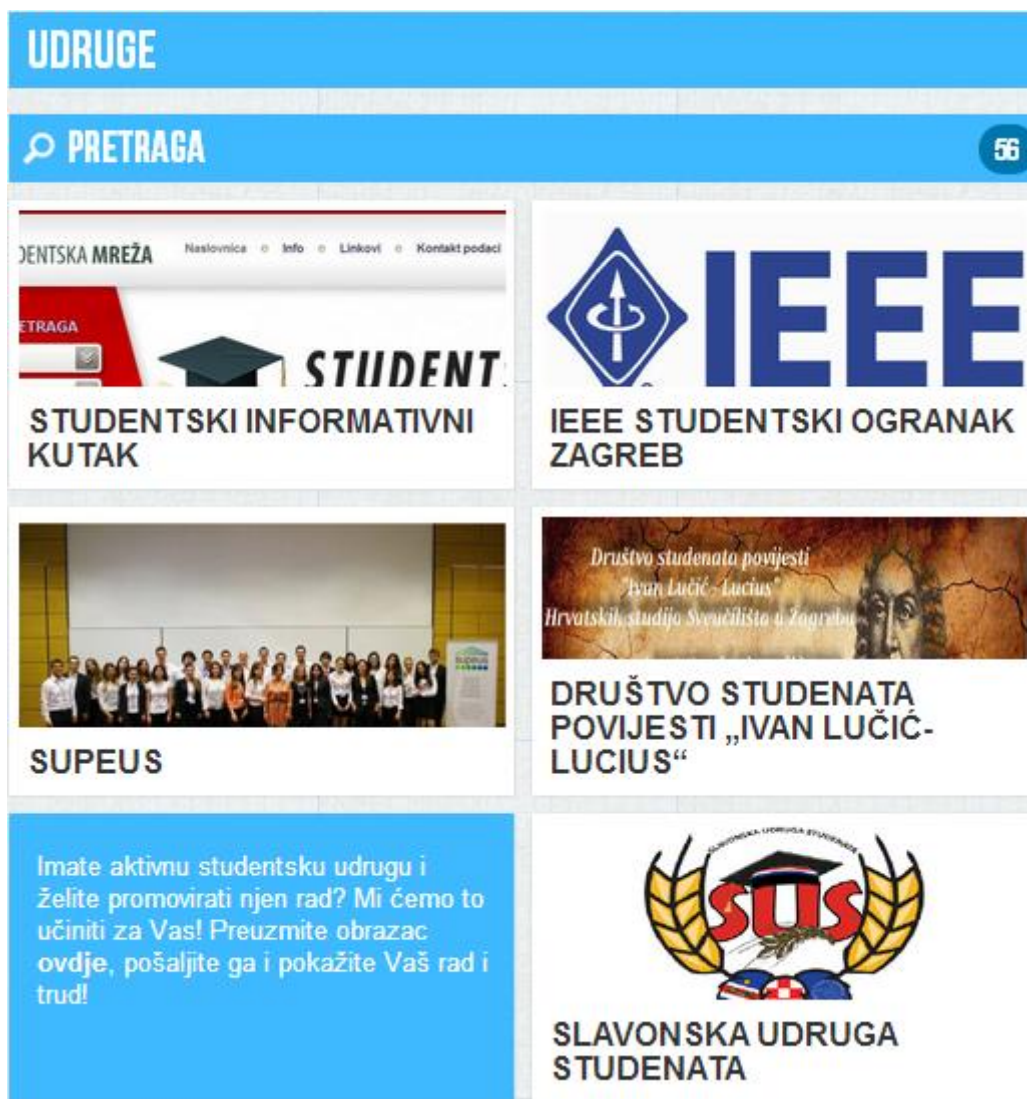 UDRUGE
PRETRAGA
56
DENTSKA MREŽA
Naslovnica
Info
Linkovi
Kontakt podaci
ETRAGA
STUDENT
STUDENTSKI INFORMATIVNI
KUTAK
IEEE
IEEE STUDENTSKI OGRANAK
ZAGREB
supeus
SUPEUS
Društvo studenata povijesti
"Ivan Lučić - Lucius"
Hrvatskih studija Sveučilišta u Zagrebu
DRUŠTVO STUDENATA
POVIJESTI „IVAN LUČIĆ-
LUCIUS“
Imate aktivnu studentsku udrugu i
želite promovirati njen rad? Mi ćemo to
učiniti za Vas! Preuzmite obrazac
ovdje, pošaljite ga i pokažite Vaš rad i
trud!
SLAVONSKA UDRUGA STUDENATA
SUS
SLAVONSKA UDRUGA
STUDENATA